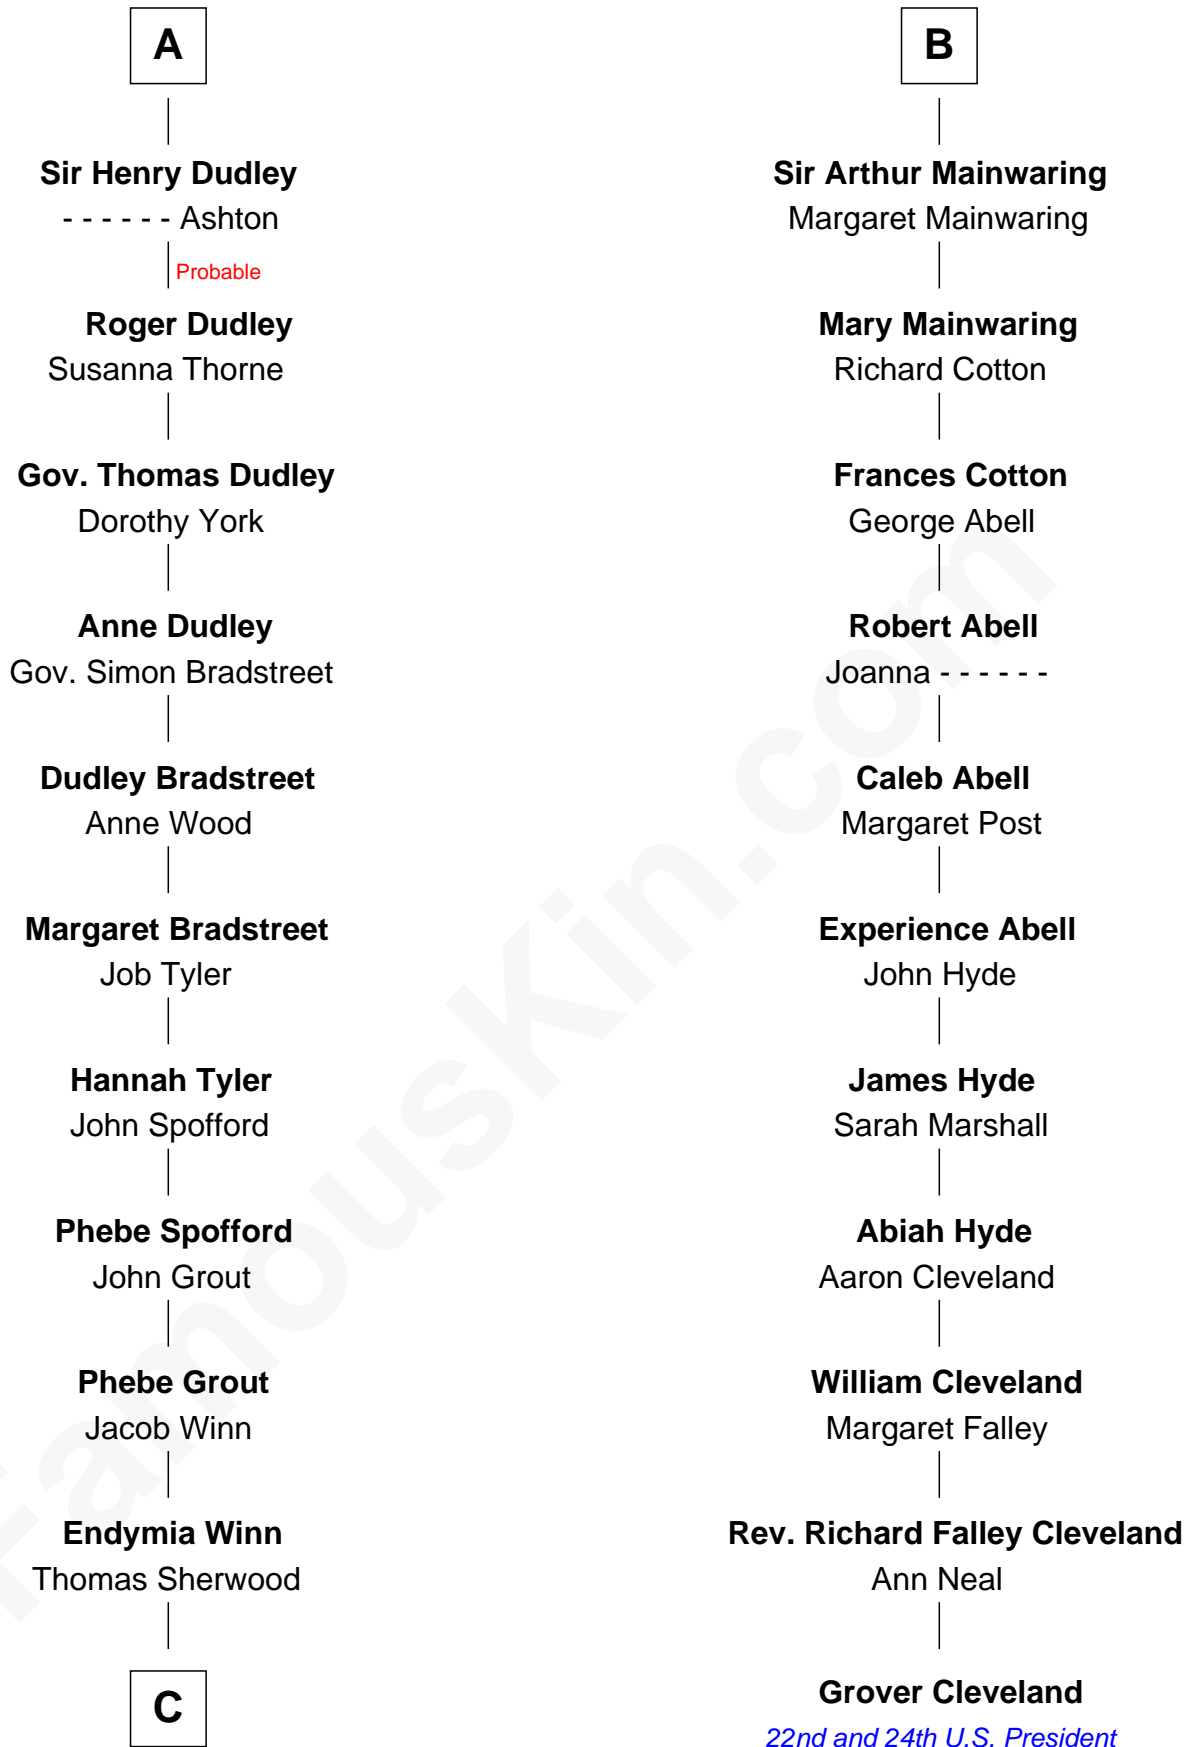 A
Sir Henry Dudley
- - - - - - Ashton
Probable
Roger Dudley
Susanna Thorne
Gov. Thomas Dudley
Dorothy York
Anne Dudley
Gov. Simon Bradstreet
Dudley Bradstreet
Anne Wood
Margaret Bradstreet
Job Tyler
Hannah Tyler
John Spofford
Phebe Spofford
John Grout
Phebe Grout
Jacob Winn
Endymia Winn
Thomas Sherwood
C
B
Sir Arthur Mainwaring
Margaret Mainwaring
Mary Mainwaring
Richard Cotton
Frances Cotton
George Abell
Robert Abell
Joanna - - - - - -
Caleb Abell
Margaret Post
Experience Abell
John Hyde
James Hyde
Sarah Marshall
Abiah Hyde
Aaron Cleveland
William Cleveland
Margaret Falley
Rev. Richard Falley Cleveland
Ann Neal
Grover Cleveland
22nd and 24th U.S. President
FamousKin.com